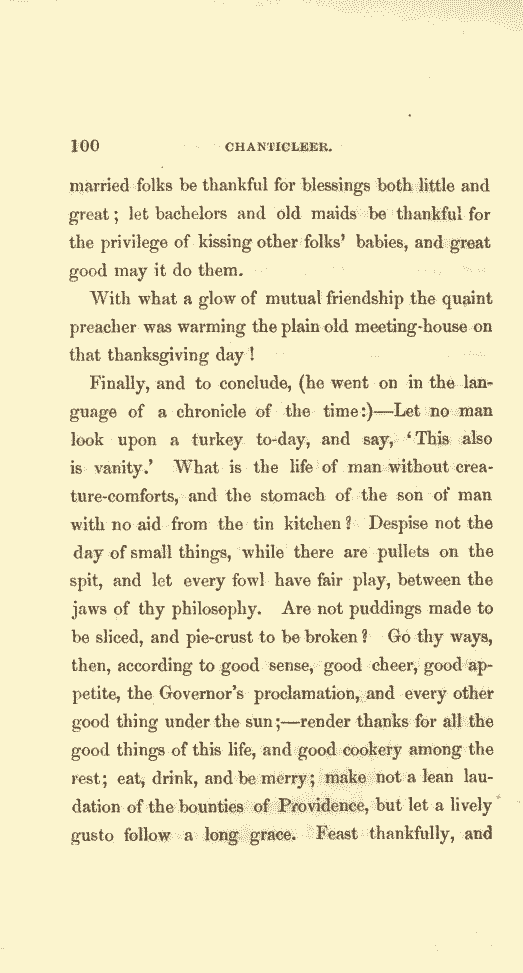 100 CHANTICLEER.
married folks be thankful for blessings both little and
great; let bachelors and old maids be thankful for
the privilege of kissing other folks' babies, and great
good may it do them.
With what a glow of mutual friendship the quaint
preacher was warming the plain old meeting-house on
that thanksgiving day!
Finally, and to conclude, (he went on in the lan-
guage of a chronicle of the time:)—Let no man
look upon a turkey to-day, and say, 'This also
is vanity.' What is the life of man without crea-
ture-comforts, and the stomach of the son of man
with no aid from the tin kitchen? Despise not the
day of small things, while there are pullets on the
spit, and let every fowl have fair play, between the
jaws of thy philosophy. Are not puddings made to
be sliced, and pie-crust to be broken? Go thy ways,
then, according to good sense, good cheer, good ap-
petite, the Governor's proclamation, and every other
good thing under the sun;—render thanks for all the
good things of this life, and good cookery among the
rest; eat, drink, and be merry; make not a lean lau-
dation of the bounties of Providence, but let a lively
gusto follow a long grace. Feast thankfully, and